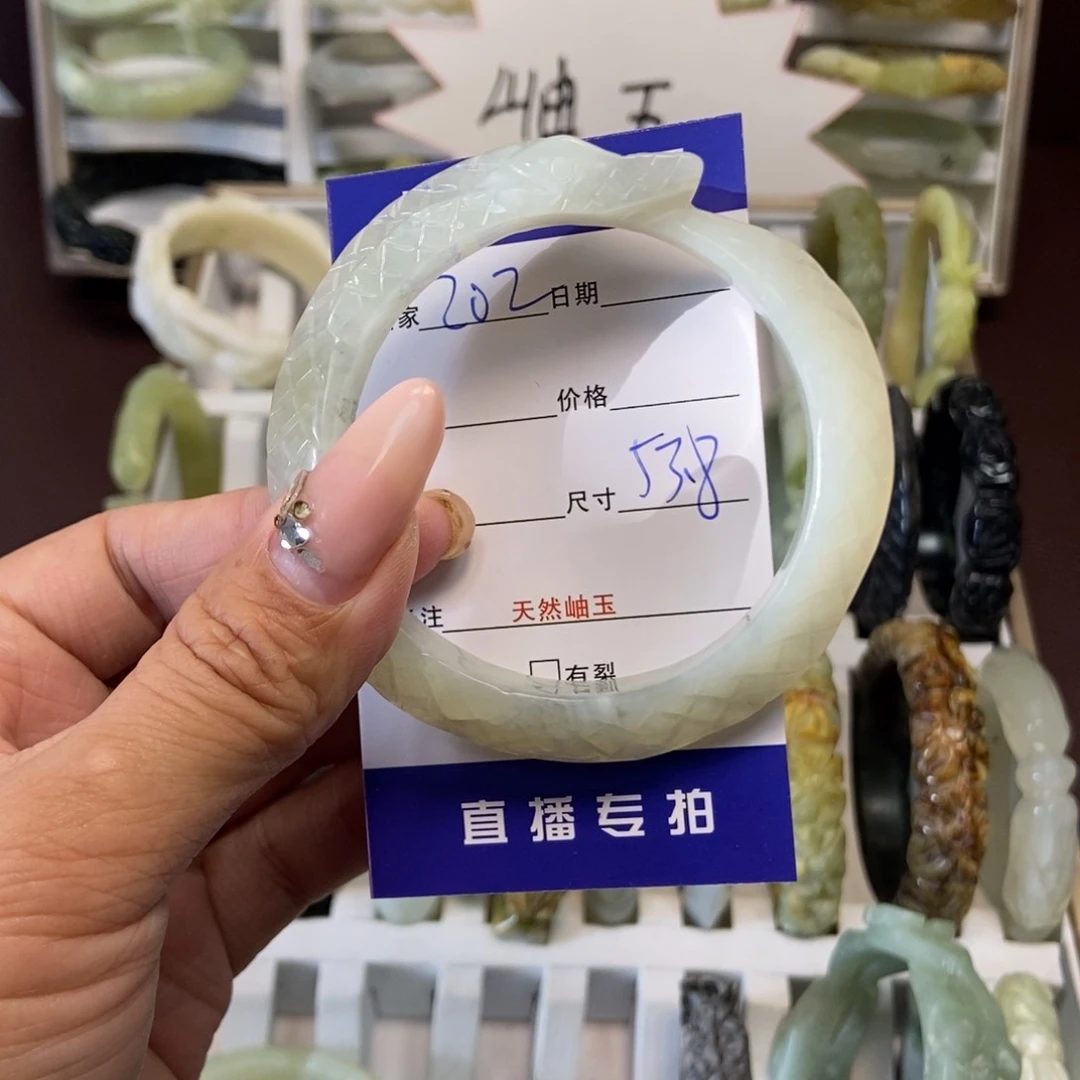 岫玉
家 202 日期
价格
尺寸 53.8
注 天然岫玉
有裂
直播专拍